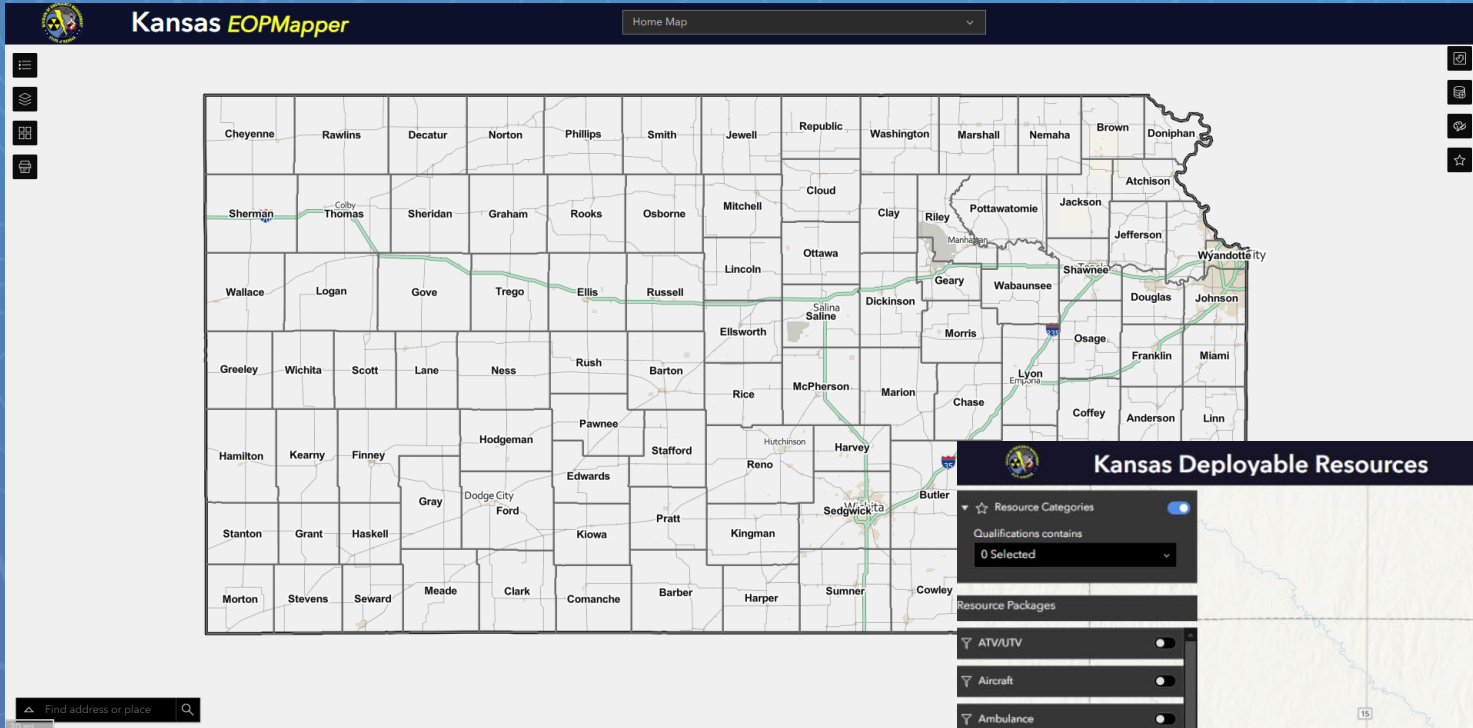 Kansas EOPMapper
Home Map
Cheyenne
Rawlins
Decatur
Norton
Phillips
Smith
Jewell
Republic
Washington
Marshall
Nemaha
Brown
Doniphan
Atchison
Cloud
Sherman
Colby
Thomas
Sheridan
Graham
Rooks
Osborne
Mitchell
Clay
Riley
Pottawatomie
Jackson
Jefferson
Manhattan
Ottawa
Wyandotte
City
Shawnee
Lincoln
Wallace
Logan
Gove
Trego
Ellis
Russell
Dickinson
Geary
Wabaunsee
Douglas
Johnson
Salina
Saline
Ellsworth
Morris
335
Osage
Franklin
Miami
Greeley
Wichita
Scott
Lane
Ness
Rush
Barton
Rice
McPherson
Marion
Chase
Lyon
Emporia
Coffey
Anderson
Linn
Pawnee
Hodgeman
Stafford
Hutchinson
Harvey
Hamilton
Kearny
Finney
Reno
35
Edwards
Gray
Dodge City
Ford
Pratt
Sedgwick
Wichita
Butler
Stanton
Grant
Haskell
Kiowa
Kingman
Morton
Stevens
Seward
Meade
Clark
Comanche
Barber
Harper
Sumner
Cowley
Find address or place
20 mi
Kansas Deployable Resources
Resource Categories
Qualifications contains
0 Selected
Resource Packages
ATV/UTV
Aircraft
Ambulance
15